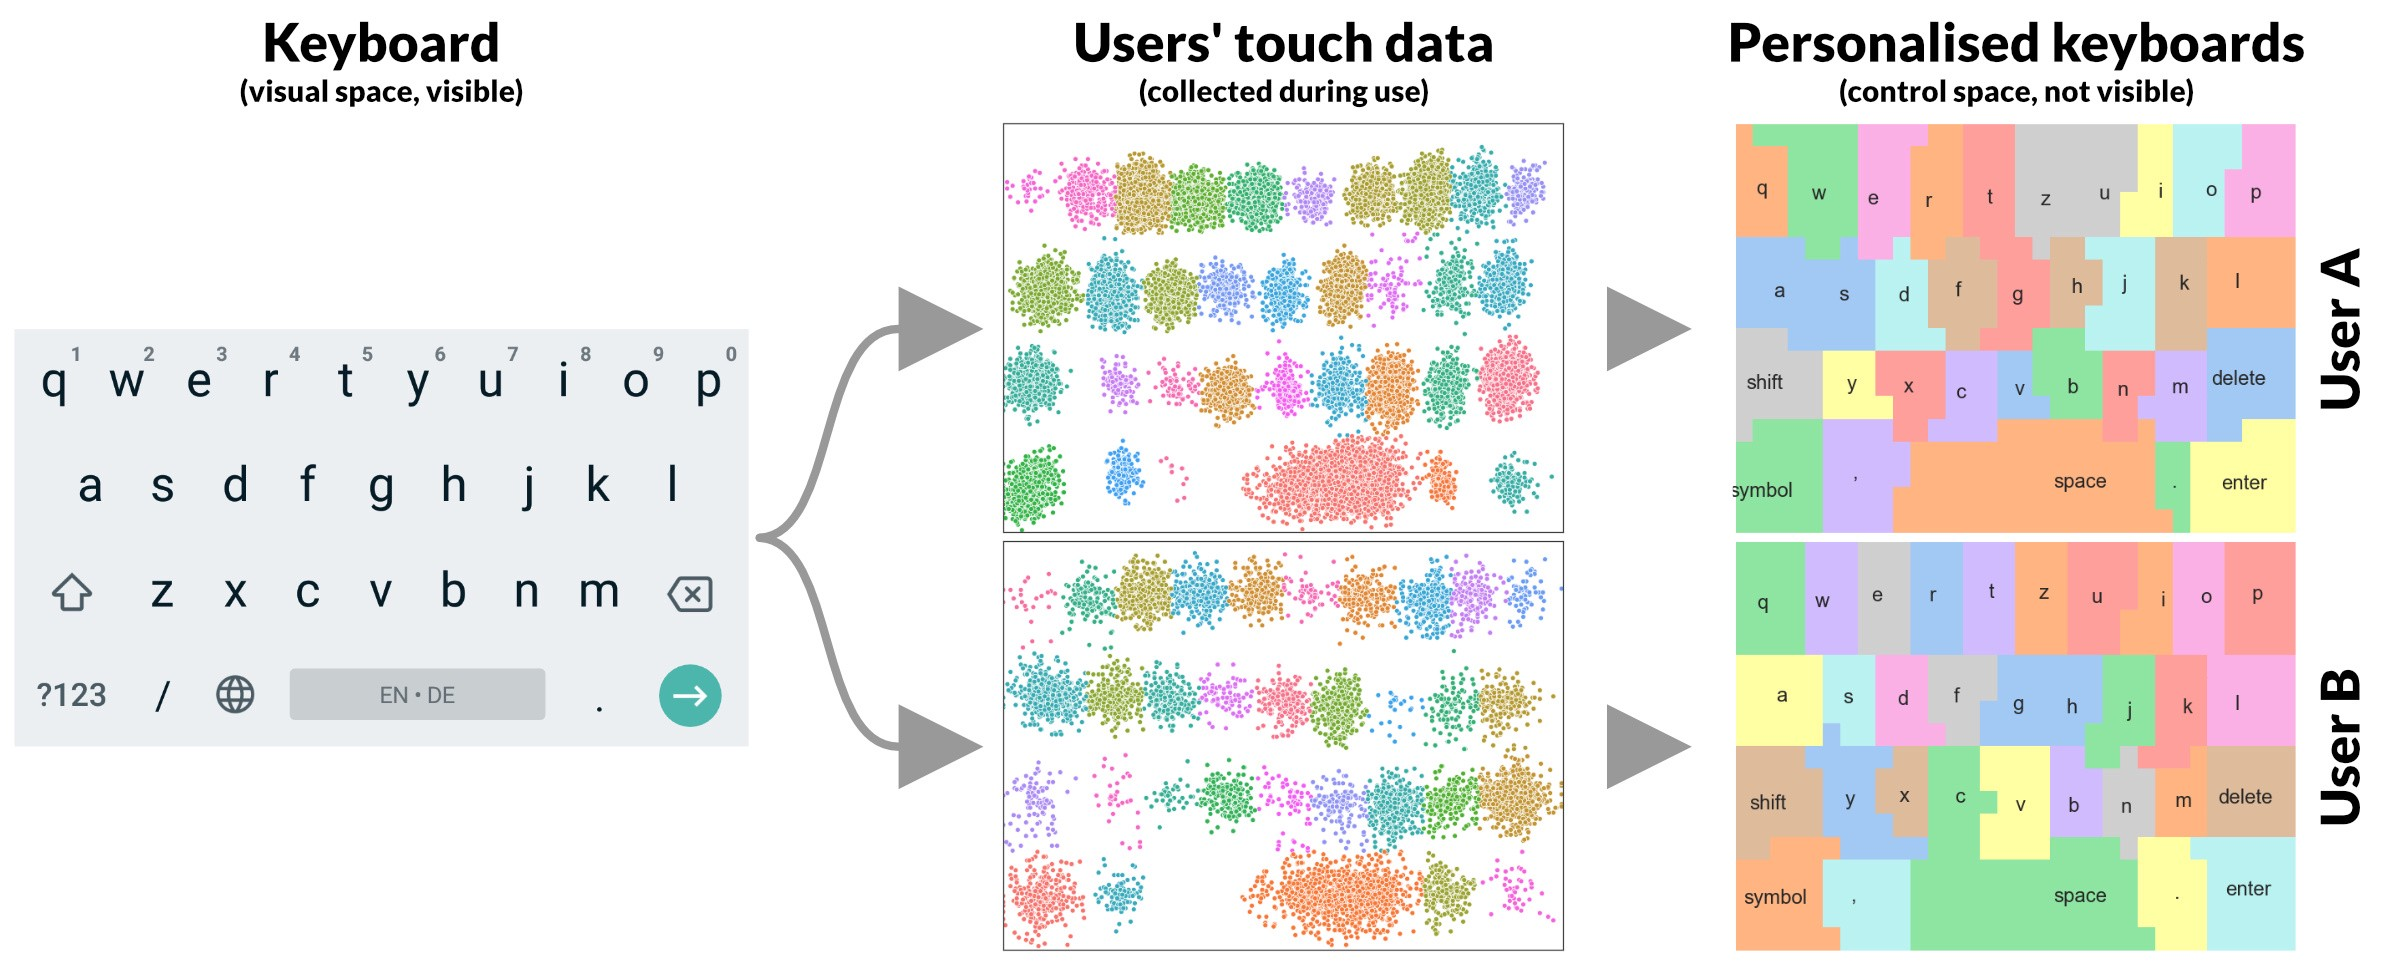 Keyboard
(visual space, visible)
Users' touch data
(collected during use)
Personalised keyboards
(control space, not visible)
1 2 3 4 5 6 7 8 9 0
q w e r t y u i o p
a s d f g h j k l
z x c v b n m
?123 / EN • DE .
q w e r t z u i o p
a s d f g h j k l
shift y x c v b n m delete
symbol , space . enter
User A
q w e r t z u i o p
a s d f g h j k l
shift y x c v b n m delete
symbol , space . enter
User B